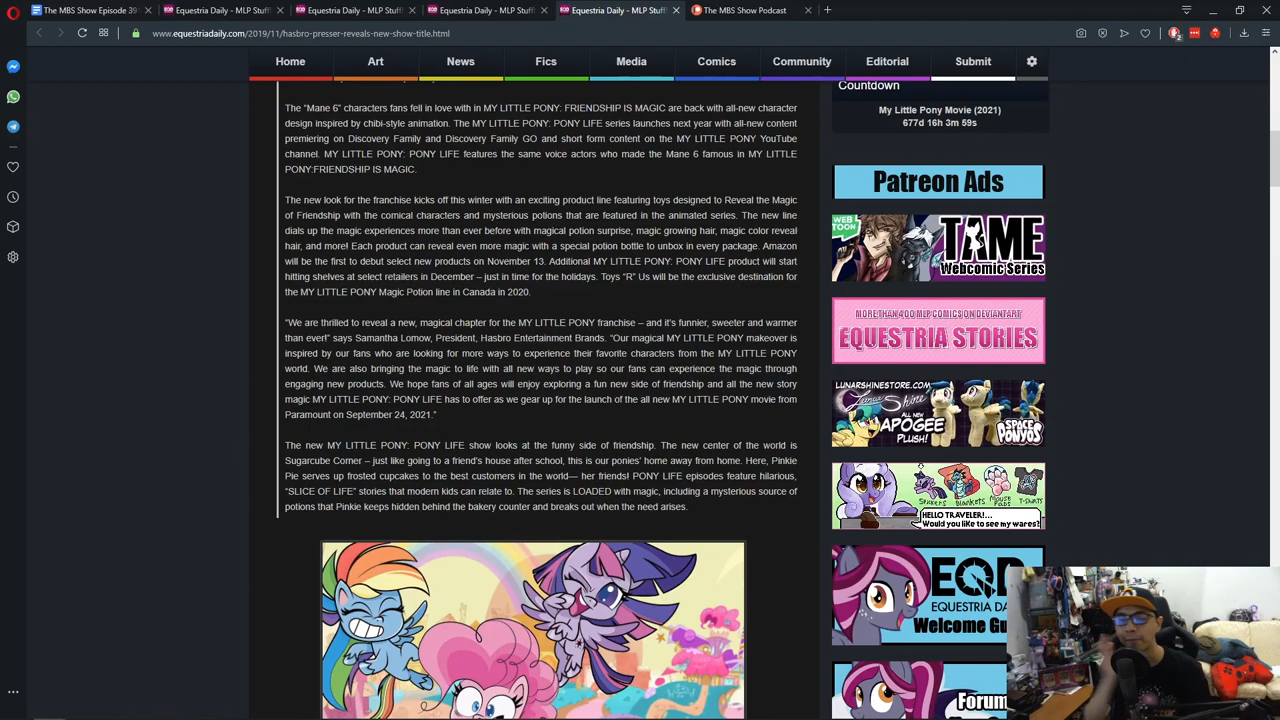 The MBS Show Episode 39
Equestria Daily - MLP Stuff!
Equestria Daily - MLP Stuff!
Equestria Daily - MLP Stuff!
Equestria Daily - MLP Stuff!
The MBS Show Podcast
www.equestriadaily.com/2019/11/hasbro-presser-reveals-new-show-title.html
Home
Art
News
Fics
Media
Comics
Community
Editorial
Submit
The “Mane 6” characters fans fell in love with in MY LITTLE PONY: FRIENDSHIP IS MAGIC are back with all-new character
design inspired by chibi-style animation. The MY LITTLE PONY: PONY LIFE series launches next year with all-new content
premiering on Discovery Family and Discovery Family GO and short form content on the MY LITTLE PONY YouTube
channel. MY LITTLE PONY: PONY LIFE features the same voice actors who made the Mane 6 famous in MY LITTLE
PONY:FRIENDSHIP IS MAGIC.
The new look for the franchise kicks off this winter with an exciting product line featuring toys designed to Reveal the Magic
of Friendship with the comical characters and mysterious potions that are featured in the animated series. The new line
dials up the magic experiences more than ever before with magical potion surprise, magic growing hair, magic color reveal
hair, and more! Each product can reveal even more magic with a special potion bottle to unbox in every package. Amazon
will be the first to debut select new products on November 13. Additional MY LITTLE PONY: PONY LIFE product will start
hitting shelves at select retailers in December – just in time for the holidays. Toys “R” Us will be the exclusive destination for
the MY LITTLE PONY Magic Potion line in Canada in 2020.
“We are thrilled to reveal a new, magical chapter for the MY LITTLE PONY franchise – and it’s funnier, sweeter and warmer
than ever!” says Samantha Lomow, President, Hasbro Entertainment Brands. “Our magical MY LITTLE PONY makeover is
inspired by our fans who are looking for more ways to experience their favorite characters from the MY LITTLE PONY
world. We are also bringing the magic to life with all new ways to play so our fans can experience the magic through
engaging new products. We hope fans of all ages will enjoy exploring a fun new side of friendship and all the new story
magic MY LITTLE PONY: PONY LIFE has to offer as we gear up for the launch of the all new MY LITTLE PONY movie from
Paramount on September 24, 2021.”
The new MY LITTLE PONY: PONY LIFE show looks at the funny side of friendship. The new center of the world is
Sugarcube Corner – just like going to a friend’s house after school, this is our ponies’ home away from home. Here, Pinkie
Pie serves up frosted cupcakes to the best customers in the world— her friends! PONY LIFE episodes feature hilarious,
“SLICE OF LIFE” stories that modern kids can relate to. The series is LOADED with magic, including a mysterious source of
potions that Pinkie keeps hidden behind the bakery counter and breaks out when the need arises.
Countdown
My Little Pony Movie (2021)
677d 16h 3m 59s
Patreon Ads
WEB
TOON
TAME
Webcomic Series
MORE THAN 400 MLP COMICS ON DEVIANTART
EQUESTRIA STORIES
LUNARSHINESTORE.COM
Lunar Shine
ALL NEW
APOGEE
PLUSH!
SPACE
PONYOS
STICKERS
BLANKETS
MOUSE
PADS
T-SHIRTS
HELLO TRAVELER!...
Would you like to see my wares?
EQD
EQUESTRIA DA
Welcome Gu
Forum